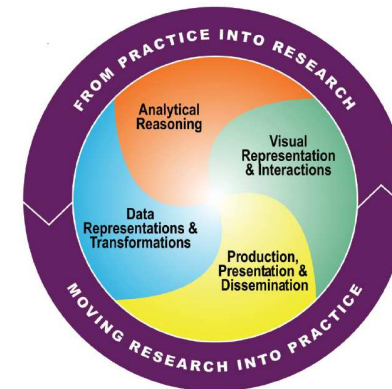 FROM PRACTICE INTO RESEARCH
Analytical
Reasoning
Visual
Representation
& Interactions
Data
Representations &
Transformations
Production,
Presentation &
Dissemination
MOVING RESEARCH INTO PRACTICE